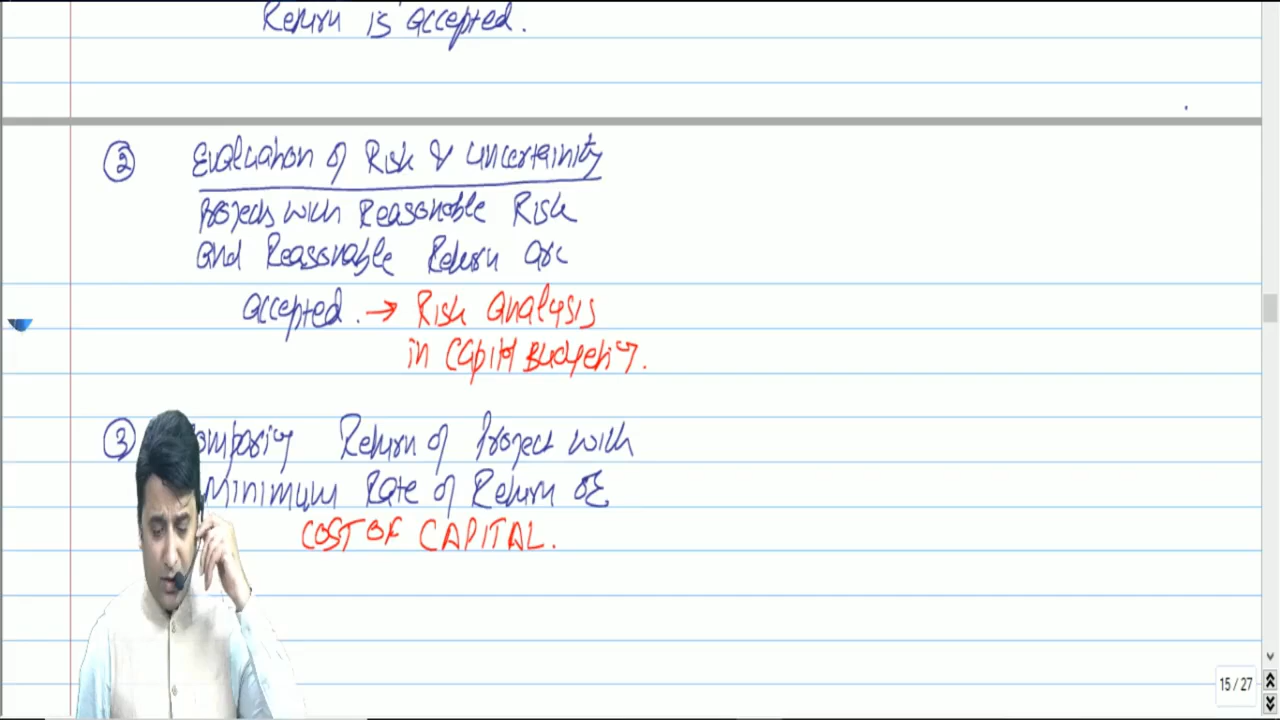 Return is accepted.
② Evaluation of Risk & Uncertainity
Projects with Reasonable Risk
and Reasonable Return are
accepted. → Risk Analysis
in Capital Budgeting.
③ Comparing Return of Project with
Minimum Rate of Return or
COST OF CAPITAL.
15 / 27